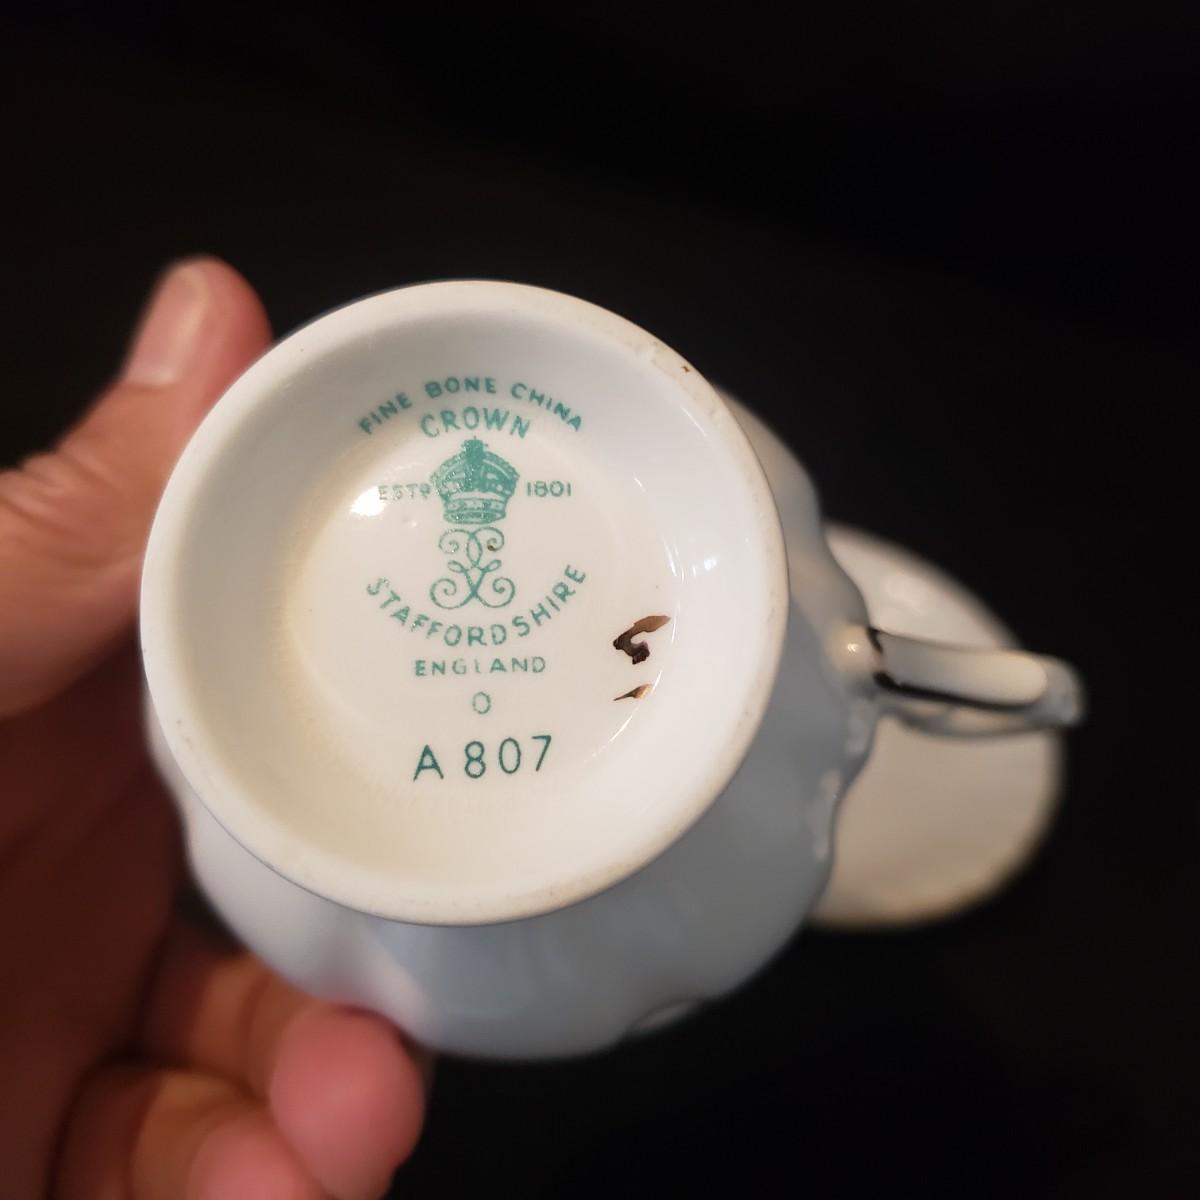 FINE BONE CHINA
CROWN
ESTD 1801
STAFFORDSHIRE
ENGLAND
O
A 807